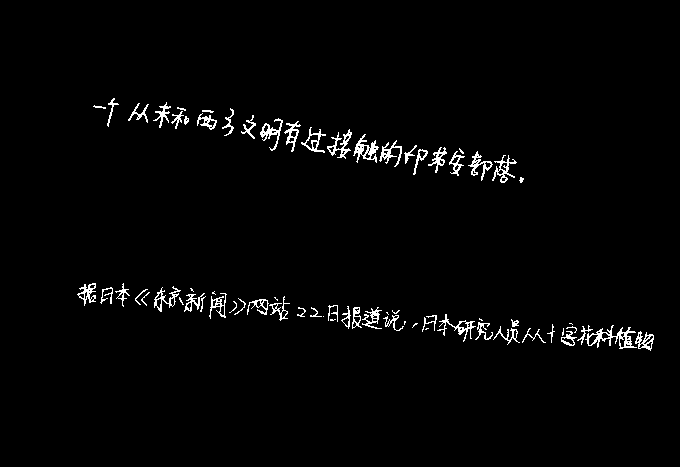 一个从未和西方文明有过接触的印第安部落。
据日本《东京新闻》网站22日报道说,,日本研究人员从十字花科植物